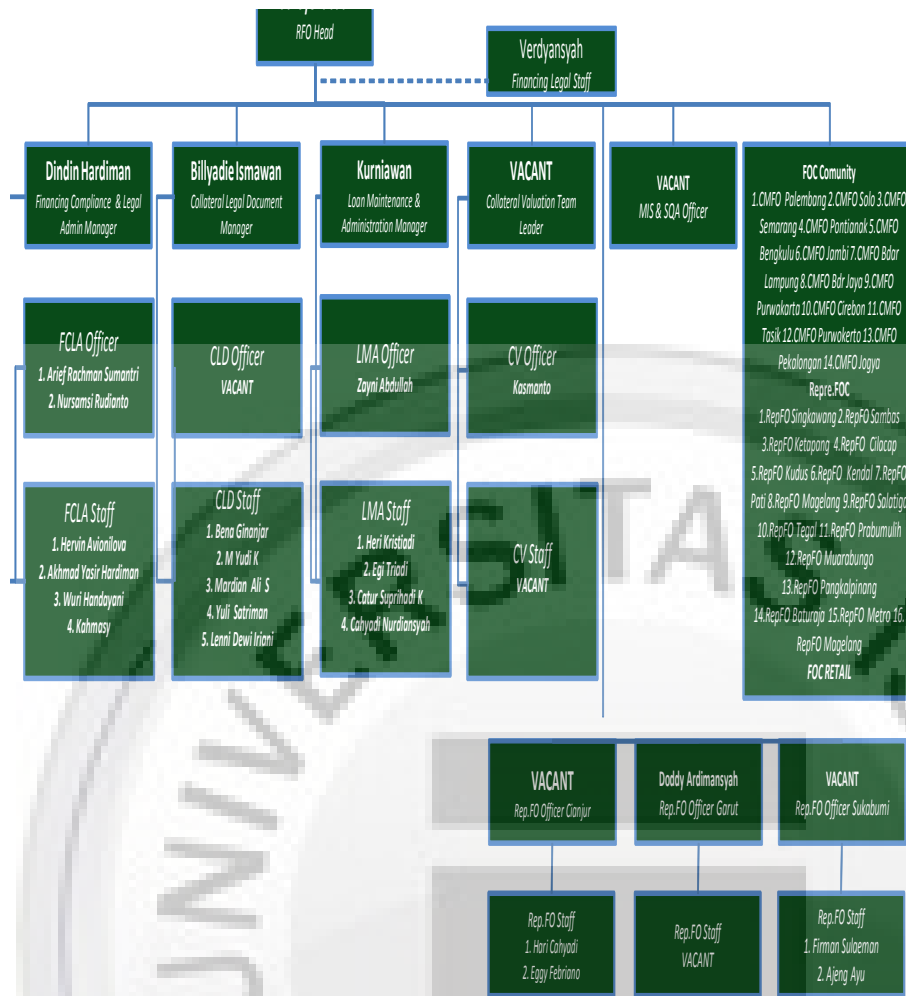 RFO Head
Verdyansyah
Financing Legal Staff
Dindin Hardiman
Financing Compliance & Legal
Admin Manager
Billyadie Ismawan
Collateral Legal Document
Manager
Kurniawan
Loan Maintenance &
Administration Manager
VACANT
Collateral Valuation Team
Leader
VACANT
MIS & SQA Officer
FOC Comunity
1.CMFO Palembang 2.CMFO Solo 3.CMFO
Semarang 4.CMFO Pontianak 5.CMFO
Bengkulu 6.CMFO Jambi 7.CMFO Bdar
Lampung 8.CMFO Bdr Jaya 9.CMFO
Purwakarta 10.CMFO Cirebon 11.CMFO
Tasik 12.CMFO Purwokerto 13.CMFO
Pekalongan 14.CMFO Jogya
Repre.FOC
1.RepFO Singkawang 2.RepFO Sambas
3.RepFO Ketapang 4.RepFO Cilacap
5.RepFO Kudus 6.RepFO Kendal 7.RepFO
Pati 8.RepFO Magelang 9.RepFO Salatiga
10.RepFO Tegal 11.RepFO Prabumulih
12.RepFO Muarabungo
13.RepFO Pangkalpinang
14.RepFO Baturaja 15.RepFO Metro 16.
RepFO Magelang
FOC RETAIL
FCLA Officer
1. Arief Rachman Sumantri
2. Nursamsi Rudianto
CLD Officer
VACANT
LMA Officer
Zayni Abdullah
CV Officer
Kasmanto
FCLA Staff
1. Hervin Avionilova
2. Akhmad Yasir Hardiman
3. Wuri Handayani
4. Kahmasy
CLD Staff
1. Bena Ginanjar
2. M Yudi K
3. Mardian Ali S
4. Yuli Satriman
5. Lenni Dewi Iriani
LMA Staff
1. Heri Kristiadi
2. Egi Triadi
3. Catur Suprihadi K
4. Cahyadi Nurdiansyah
CV Staff
VACANT
VACANT
Rep.FO Officer Cianjur
Doddy Ardimansyah
Rep.FO Officer Garut
VACANT
Rep.FO Officer Sukabumi
Rep.FO Staff
1. Hari Cahyadi
2. Eggy Febriano
Rep.FO Staff
VACANT
Rep.FO Staff
1. Firman Sulaeman
2. Ajeng Ayu
UNIVERSITAS